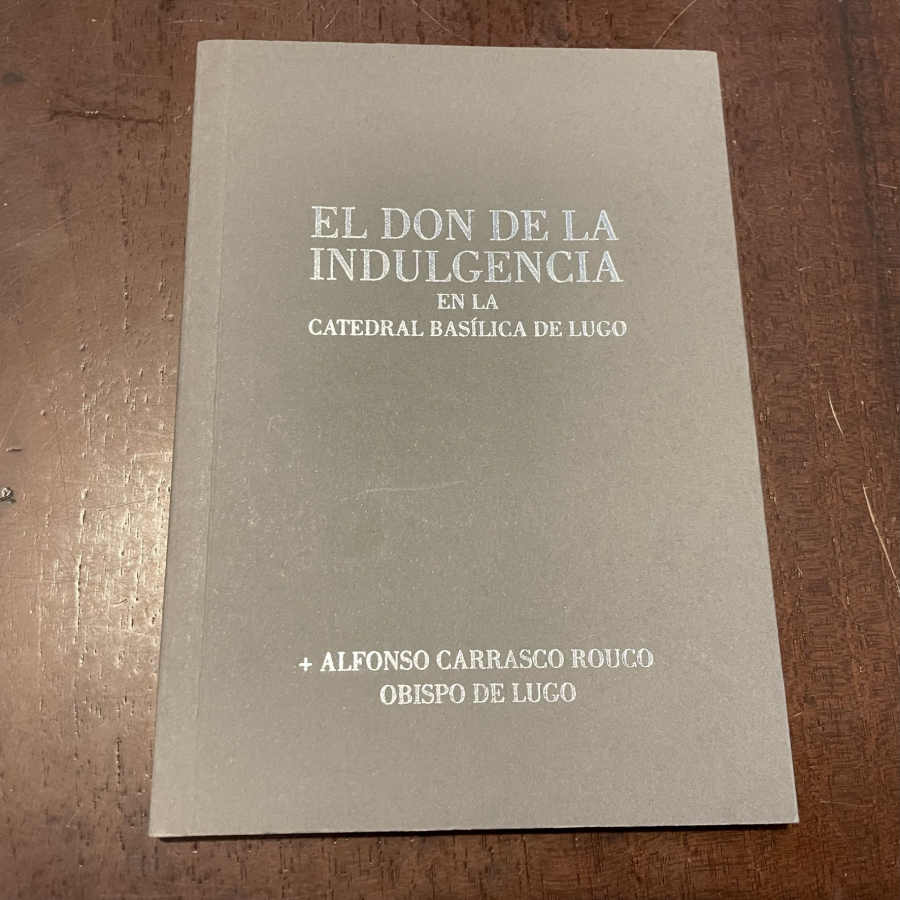 EL DON DE LA
INDULGENCIA
EN LA
CATEDRAL BASÍLICA DE LUGO
+ ALFONSO CARRASCO ROUCO
OBISPO DE LUGO